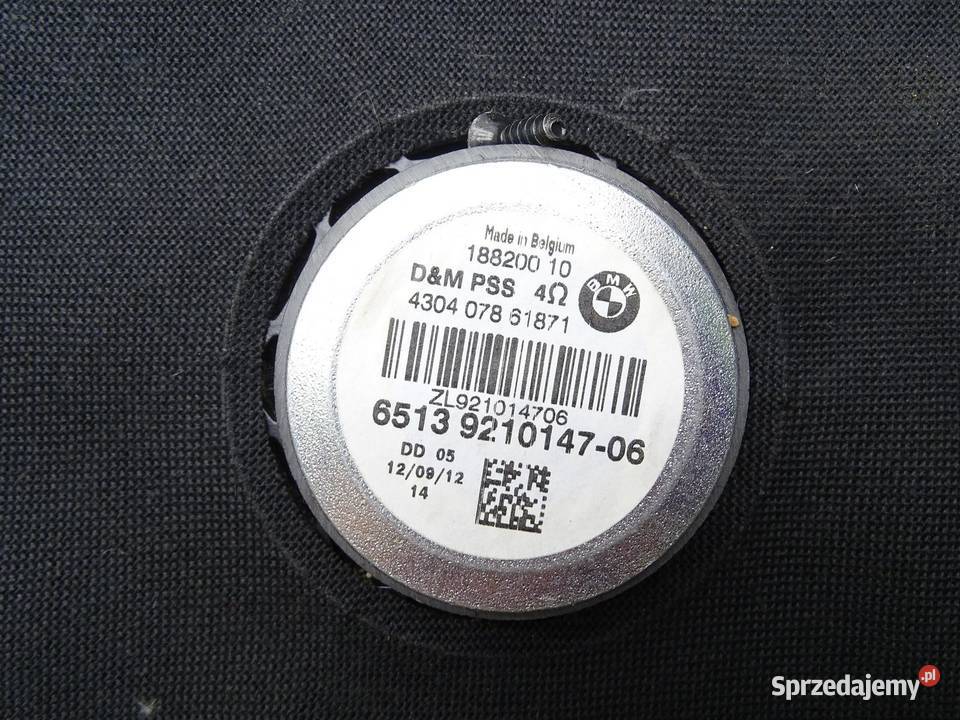 Made in Belgium
188200 10
D&M PSS 4Ω
BMW
4304 078 61871
ZL921014706
6513 9210147-06
DD 05
12/09/12
14
Sprzedajemy.pl